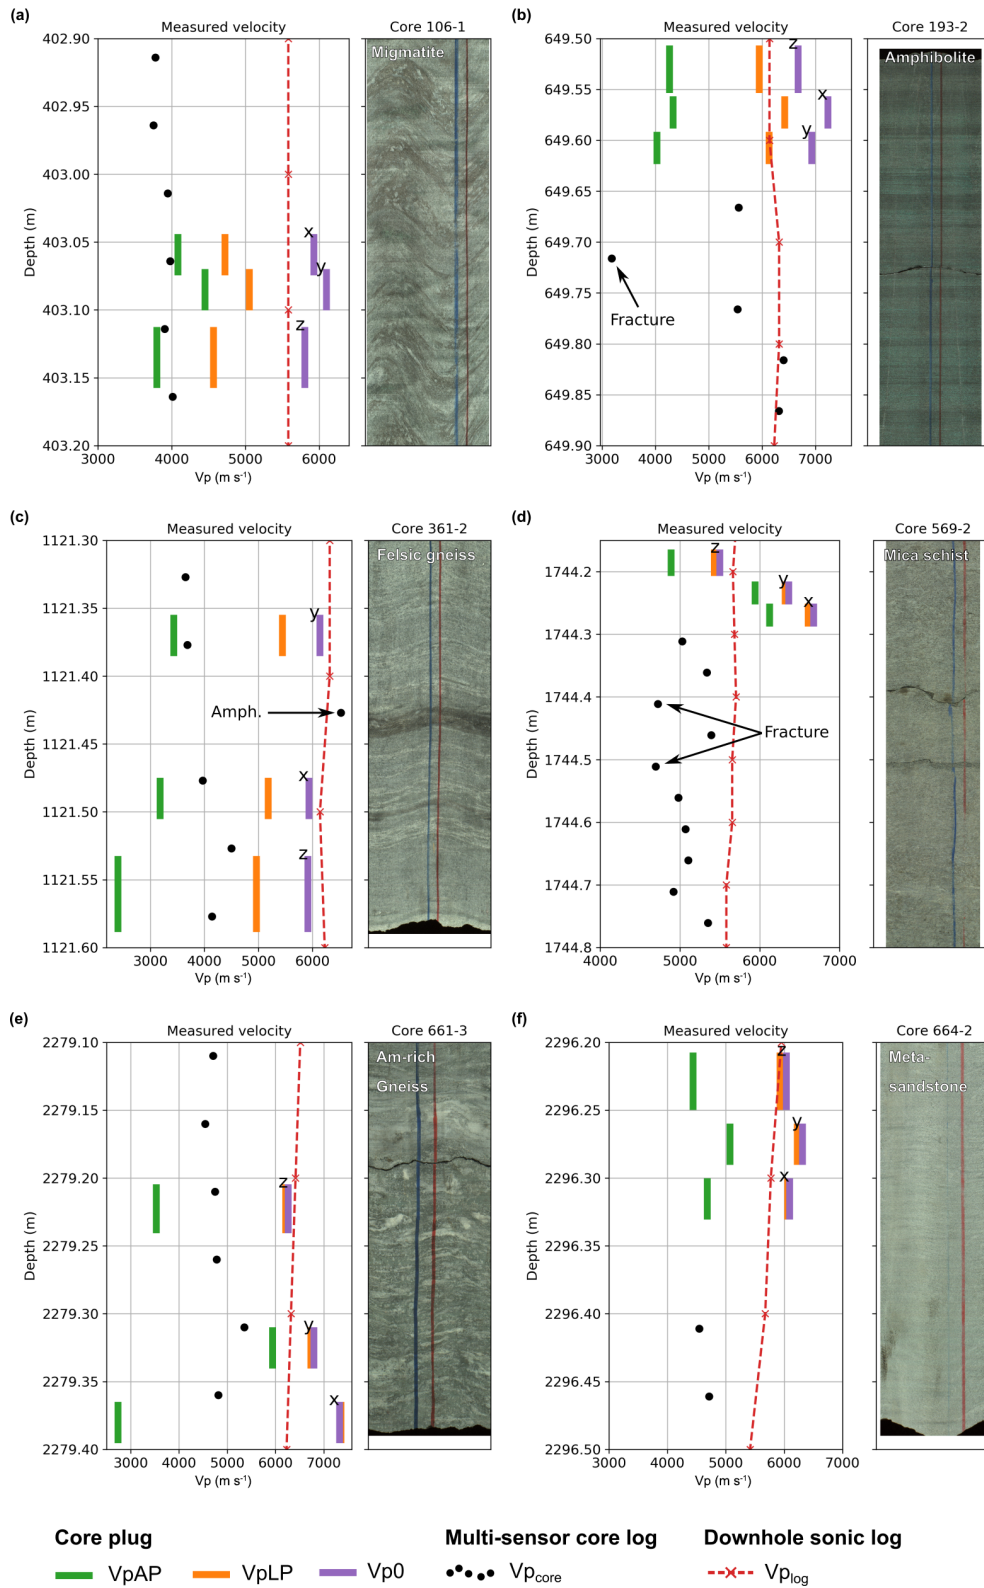 (a)
Measured velocity
Core 106-1
Migmatite
402.90
402.95
403.00
403.05
403.10
403.15
403.20
Depth (m)
x
y
z
3000 4000 5000 6000
Vp (m s⁻¹)
(b)
Measured velocity
Core 193-2
Amphibolite
649.50
649.55
649.60
649.65
649.70
649.75
649.80
649.85
649.90
Depth (m)
z
x
y
Fracture
3000 4000 5000 6000 7000
Vp (m s⁻¹)
(c)
Measured velocity
Core 361-2
Felsic gneiss
1121.30
1121.35
1121.40
1121.45
1121.50
1121.55
1121.60
Depth (m)
y
Amph.
x
z
3000 4000 5000 6000
Vp (m s⁻¹)
(d)
Measured velocity
Core 569-2
Mica schist
1744.2
1744.3
1744.4
1744.5
1744.6
1744.7
1744.8
Depth (m)
z
y
x
Fracture
4000 5000 6000 7000
Vp (m s⁻¹)
(e)
Measured velocity
Core 661-3
Am-rich
Gneiss
2279.10
2279.15
2279.20
2279.25
2279.30
2279.35
2279.40
Depth (m)
z
y
x
3000 4000 5000 6000 7000
Vp (m s⁻¹)
(f)
Measured velocity
Core 664-2
Meta-
sandstone
2296.20
2296.25
2296.30
2296.35
2296.40
2296.45
2296.50
Depth (m)
z
y
x
3000 4000 5000 6000 7000
Vp (m s⁻¹)
Core plug
VpAP VpLP Vp0
Multi-sensor core log
Vp core
Downhole sonic log
Vp log